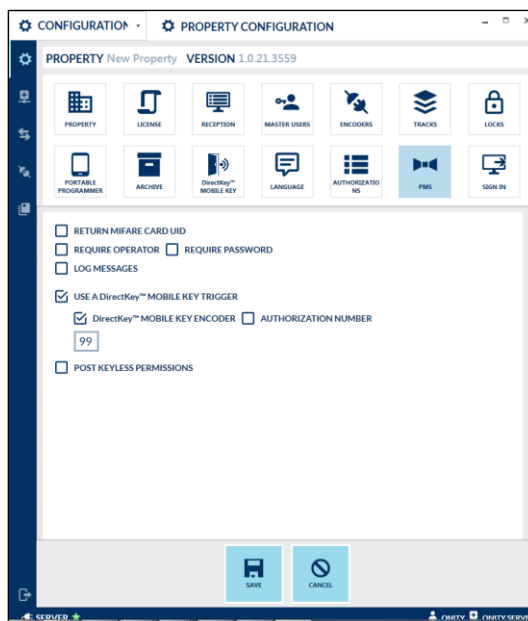 CONFIGURATION PROPERTY CONFIGURATION
PROPERTY New Property VERSION 1.0.21.3559
PROPERTY LICENSE RECEPTION MASTER USERS ENCODERS TRACKS LOCKS
PORTABLE PROGRAMMER ARCHIVE DirectKey™ MOBILE KEY LANGUAGE AUTHORIZATIO NS PMS SIGN IN
RETURN MIFARE CARD UID
REQUIRE OPERATOR REQUIRE PASSWORD
LOG MESSAGES
USE A DirectKey™ MOBILE KEY TRIGGER
DirectKey™ MOBILE KEY ENCODER AUTHORIZATION NUMBER
99
POST KEYLESS PERMISSIONS
SAVE CANCEL
SERVER ONITY ONITY SERVE